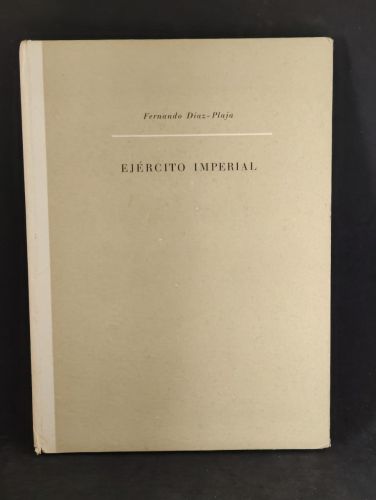 Fernando Díaz-Plaja
EJÉRCITO IMPERIAL